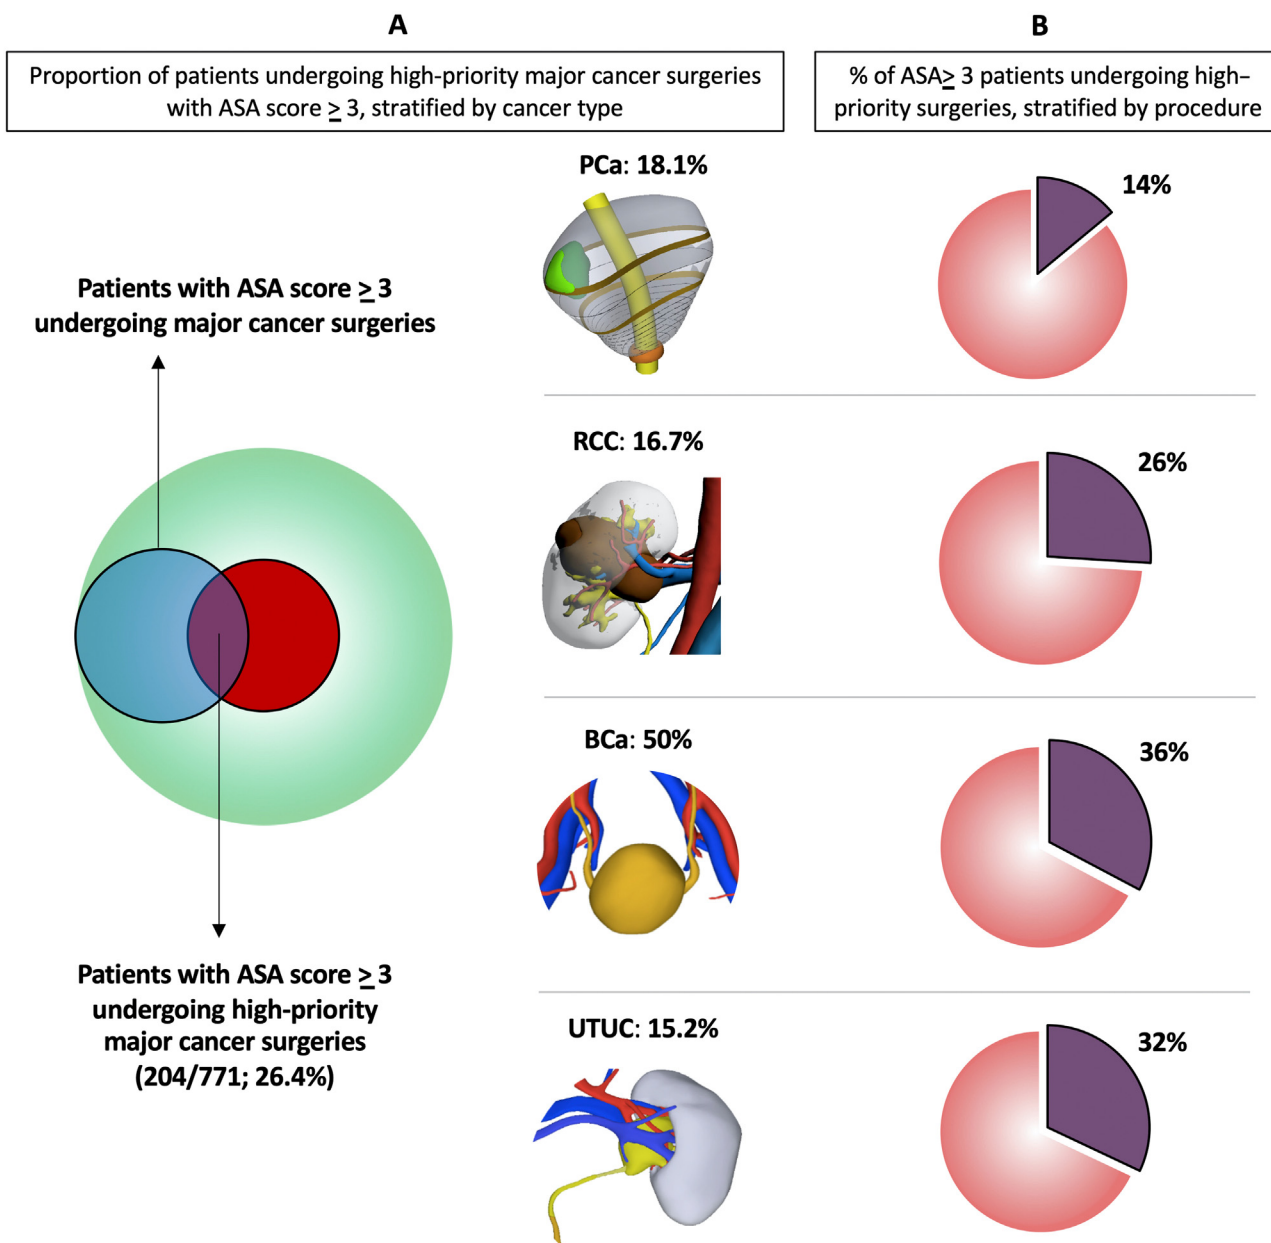 A
Proportion of patients undergoing high-priority major cancer surgeries
with ASA score ≥ 3, stratified by cancer type
B
% of ASA≥ 3 patients undergoing high–
priority surgeries, stratified by procedure
Patients with ASA score ≥ 3
undergoing major cancer surgeries
Patients with ASA score ≥ 3
undergoing high-priority
major cancer surgeries
(204/771; 26.4%)
PCa: 18.1%
14%
RCC: 16.7%
26%
BCa: 50%
36%
UTUC: 15.2%
32%